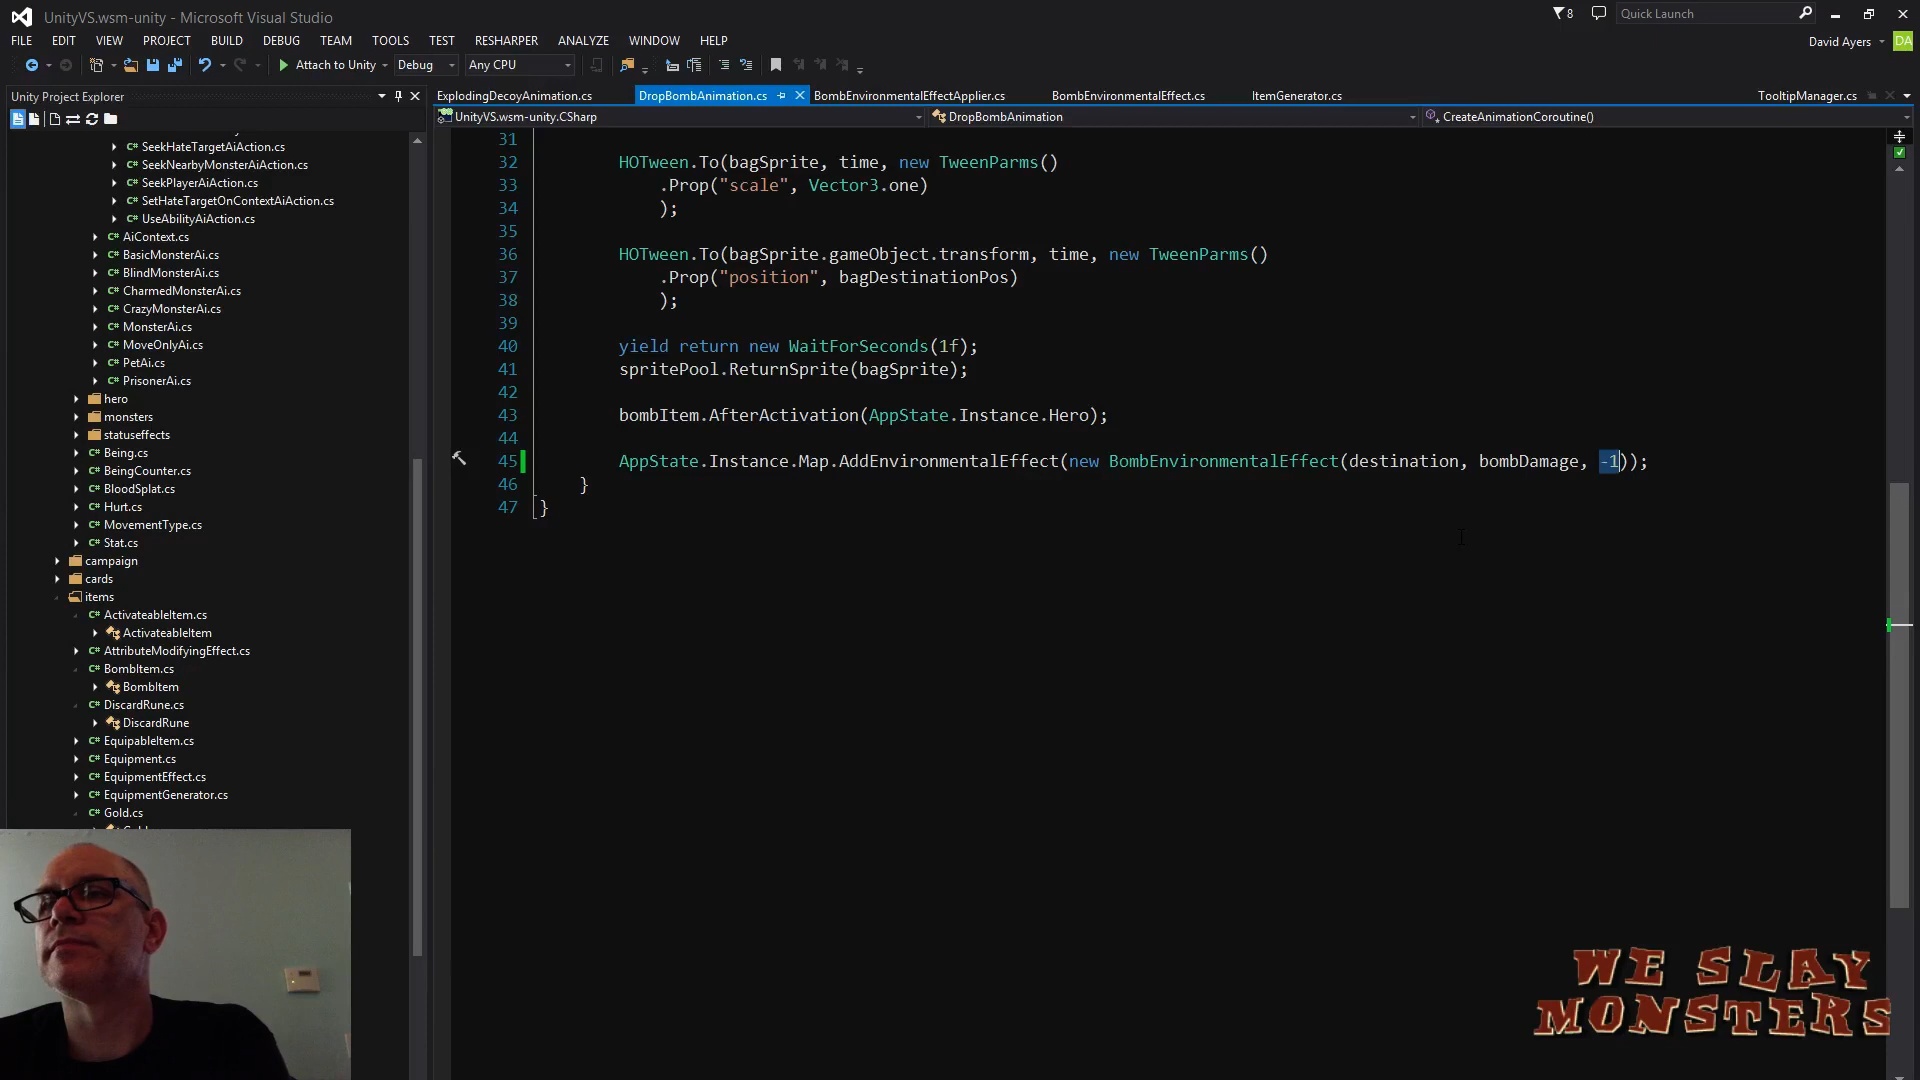 UnityVS.wsm-unity - Microsoft Visual Studio
8
Quick Launch
FILE EDIT VIEW PROJECT BUILD DEBUG TEAM TOOLS TEST RESHARPER ANALYZE WINDOW HELP
David Ayers
DA
Attach to Unity
Debug
Any CPU
Unity Project Explorer
SeekHateTargetAiAction.cs
SeekNearbyMonsterAiAction.cs
SeekPlayerAiAction.cs
SetHateTargetOnContextAiAction.cs
UseAbilityAiAction.cs
C# AiContext.cs
C# BasicMonsterAi.cs
C# BlindMonsterAi.cs
C# CharmedMonsterAi.cs
C# CrazyMonsterAi.cs
C# MonsterAi.cs
C# MoveOnlyAi.cs
C# PetAi.cs
C# PrisonerAi.cs
hero
monsters
statuseffects
C# Being.cs
C# BeingCounter.cs
C# BloodSplat.cs
C# Hurt.cs
C# MovementType.cs
C# Stat.cs
campaign
cards
items
C# ActivateableItem.cs
ActivateableItem
C# AttributeModifyingEffect.cs
C# BombItem.cs
BombItem
C# DiscardRune.cs
DiscardRune
C# EquipableItem.cs
C# Equipment.cs
C# EquipmentEffect.cs
C# EquipmentGenerator.cs
C# Gold.cs
ExplodingDecoyAnimation.cs
DropBombAnimation.cs
BombEnvironmentalEffectApplier.cs
BombEnvironmentalEffect.cs
ItemGenerator.cs
TooltipManager.cs
UnityVS.wsm-unity.CSharp
DropBombAnimation
CreateAnimationCoroutine()
31
32 HOTween.To(bagSprite, time, new TweenParms()
33 .Prop("scale", Vector3.one)
34 );
35
36 HOTween.To(bagSprite.gameObject.transform, time, new TweenParms()
37 .Prop("position", bagDestinationPos)
38 );
39
40 yield return new WaitForSeconds(1f);
41 spritePool.ReturnSprite(bagSprite);
42
43 bombItem.AfterActivation(AppState.Instance.Hero);
44
45 AppState.Instance.Map.AddEnvironmentalEffect(new BombEnvironmentalEffect(destination, bombDamage, -1));
46 }
47 }
WE SLAY
MONSTERS